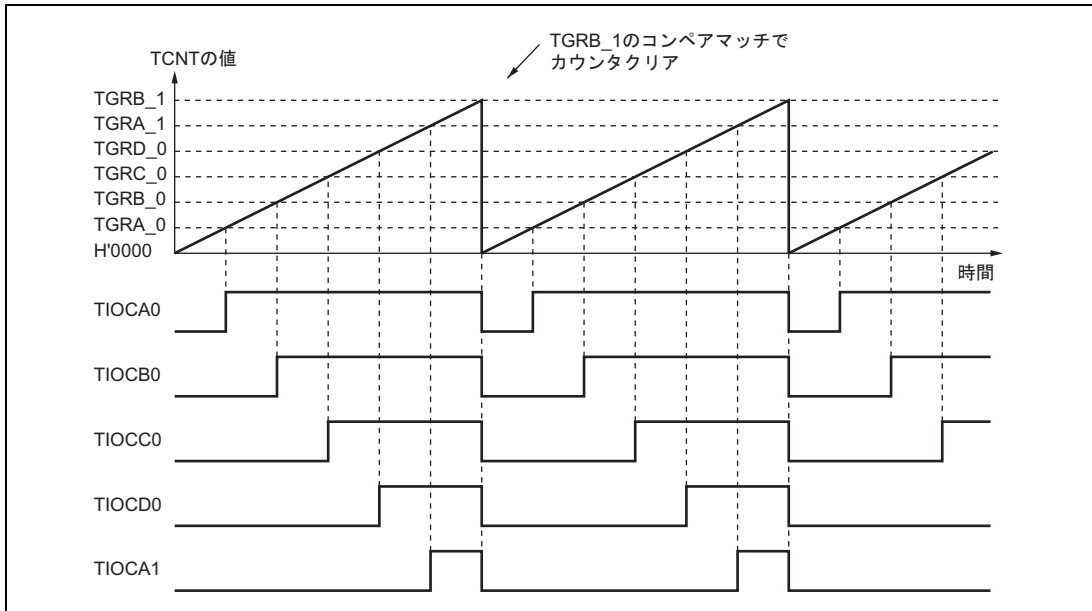 TGRB_1のコンペアマッチで
カウンタクリア
TCNTの値
TGRB_1
TGRA_1
TGRD_0
TGRC_0
TGRB_0
TGRA_0
H'0000
時間
TIOCA0
TIOCB0
TIOCC0
TIOCD0
TIOCA1